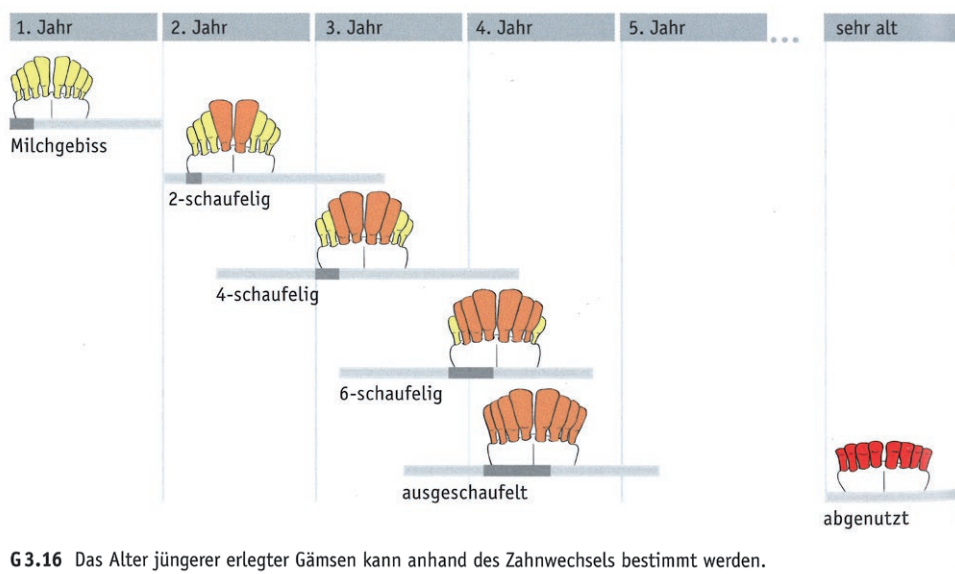 1. Jahr
2. Jahr
3. Jahr
4. Jahr
5. Jahr
...
sehr alt
Milchgebiss
2-schaufelig
4-schaufelig
6-schaufelig
ausgeschaufelt
abgenutzt
G 3.16 Das Alter jüngerer erlegter Gämsen kann anhand des Zahnwechsels bestimmt werden.